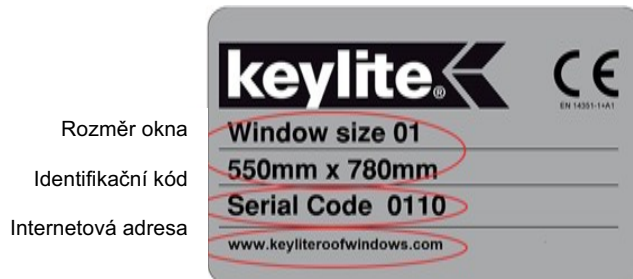 keylite®
CE
EN 14351-1+A1
Rozměr okna
Window size 01
550mm x 780mm
Identifikační kód
Serial Code 0110
Internetová adresa
www.keyliteroofwindows.com